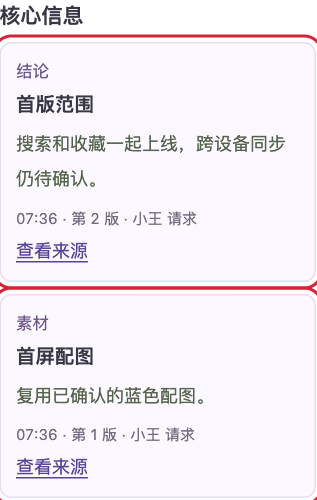 核心信息
结论
首版范围
搜索和收藏一起上线，跨设备同步
仍待确认。
07:36 · 第 2 版 · 小王 请求
查看来源
素材
首屏配图
复用已确认的蓝色配图。
07:36 · 第 1 版 · 小王 请求
查看来源